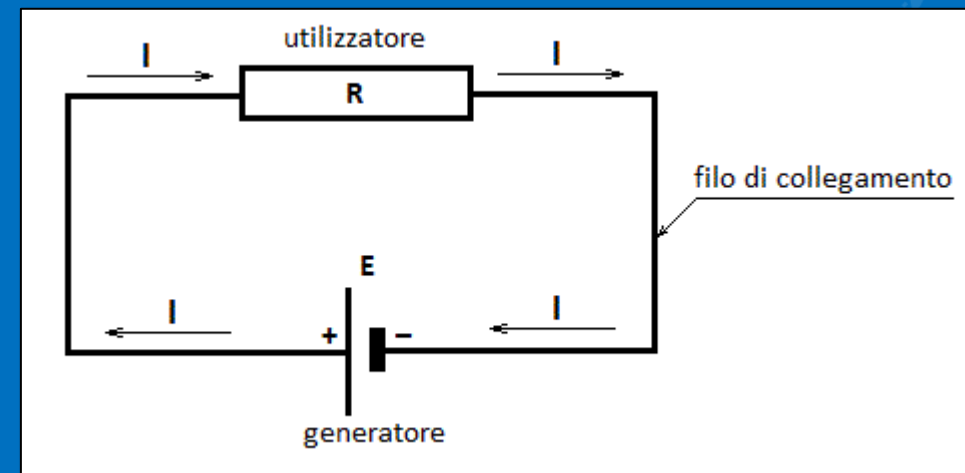 utilizzatore
I
I
R
filo di collegamento
E
I
I
+
−
generatore